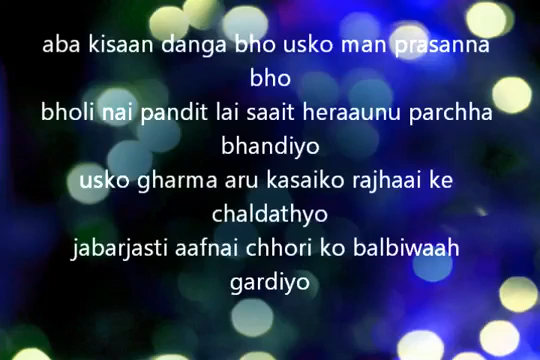 aba kisaan danga bho usko man prasanna
bho
bholi nai pandit lai saait heraaunu parchha
bhandiyo
usko gharma aru kasaiko rajhaai ke
chaldathyo
jabarjasti aafnai chhori ko balbiwaah
gardiyo